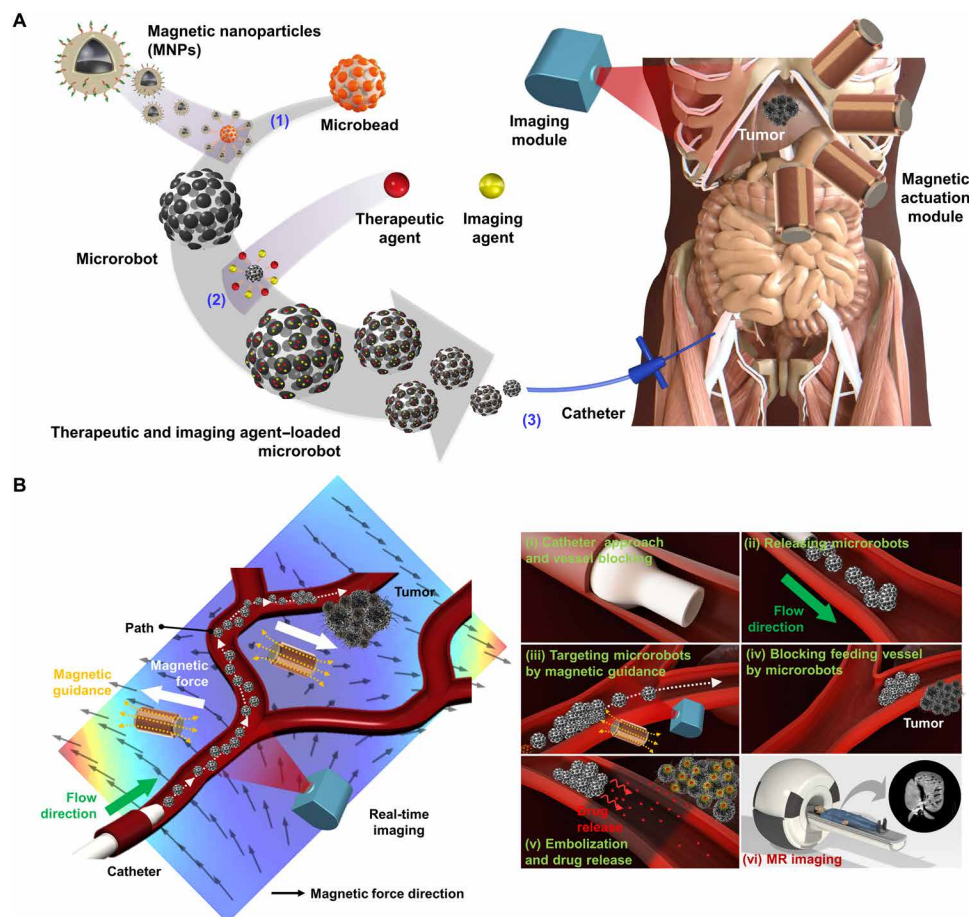 A
Magnetic nanoparticles
(MNPs)
(1)
Microbead
Imaging
module
Tumor
Magnetic
actuation
module
Therapeutic
agent
Imaging
agent
Microrobot
(2)
Catheter
(3)
Therapeutic and imaging agent–loaded
microrobot
B
Tumor
Path
Magnetic
guidance
Magnetic
force
Flow
direction
Real-time
imaging
Catheter
Magnetic force direction
(i) Catheter approach
and vessel blocking
(ii) Releasing microrobots
Flow
direction
(iii) Targeting microrobots
by magnetic guidance
(iv) Blocking feeding vessel
by microrobots
Tumor
Drug
release
(v) Embolization
and drug release
(vi) MR imaging